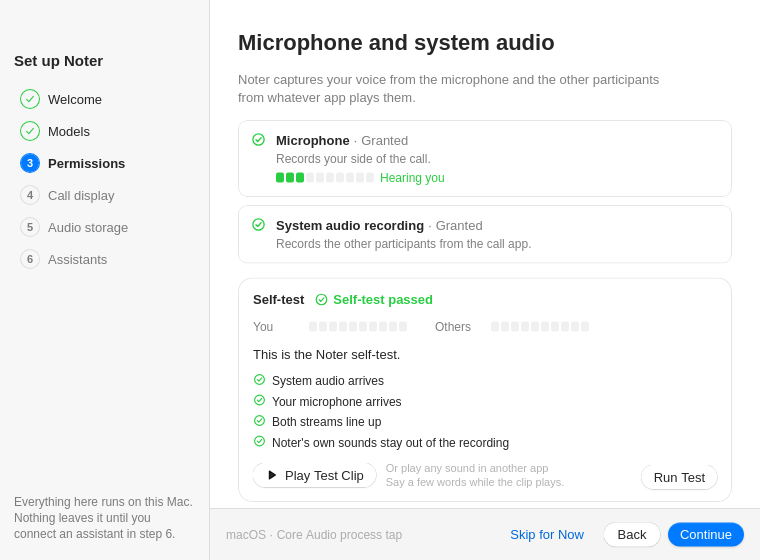 Set up Noter
Welcome
Models
3 Permissions
4 Call display
5 Audio storage
6 Assistants
Everything here runs on this Mac.
Nothing leaves it until you
connect an assistant in step 6.
Microphone and system audio
Noter captures your voice from the microphone and the other participants
from whatever app plays them.
Microphone · Granted
Records your side of the call.
Hearing you
System audio recording · Granted
Records the other participants from the call app.
Self-test Self-test passed
You Others
This is the Noter self-test.
System audio arrives
Your microphone arrives
Both streams line up
Noter's own sounds stay out of the recording
Play Test Clip
Or play any sound in another app
Say a few words while the clip plays.
Run Test
macOS · Core Audio process tap
Skip for Now
Back
Continue